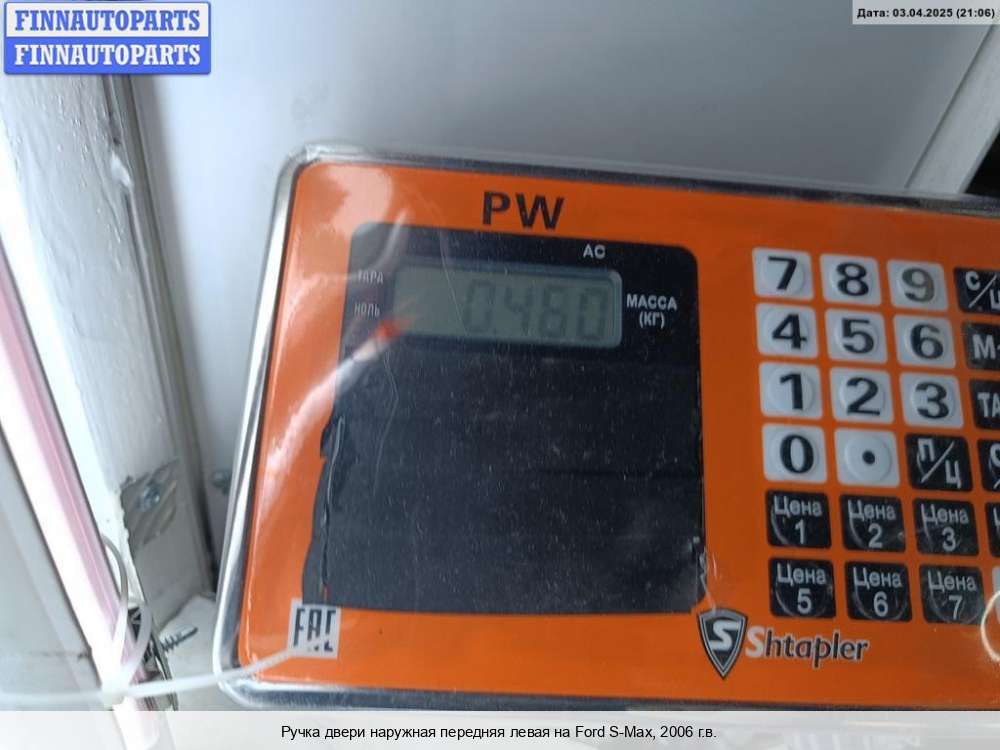 FINNAUTOPARTS
FINNAUTOPARTS
Дата: 03.04.2025 (21:06)
PW
AC
ТАРА
НОЛЬ
0.460
МАССА
(КГ)
7 8 9 С/
4 5 6 М
1 2 3 ТА
0 . П/Ц
Цена 1 Цена 2 Цена 3
Цена 5 Цена 6 Цена 7
EAC
Shtapler
Ручка двери наружная передняя левая на Ford S-Max, 2006 г.в.